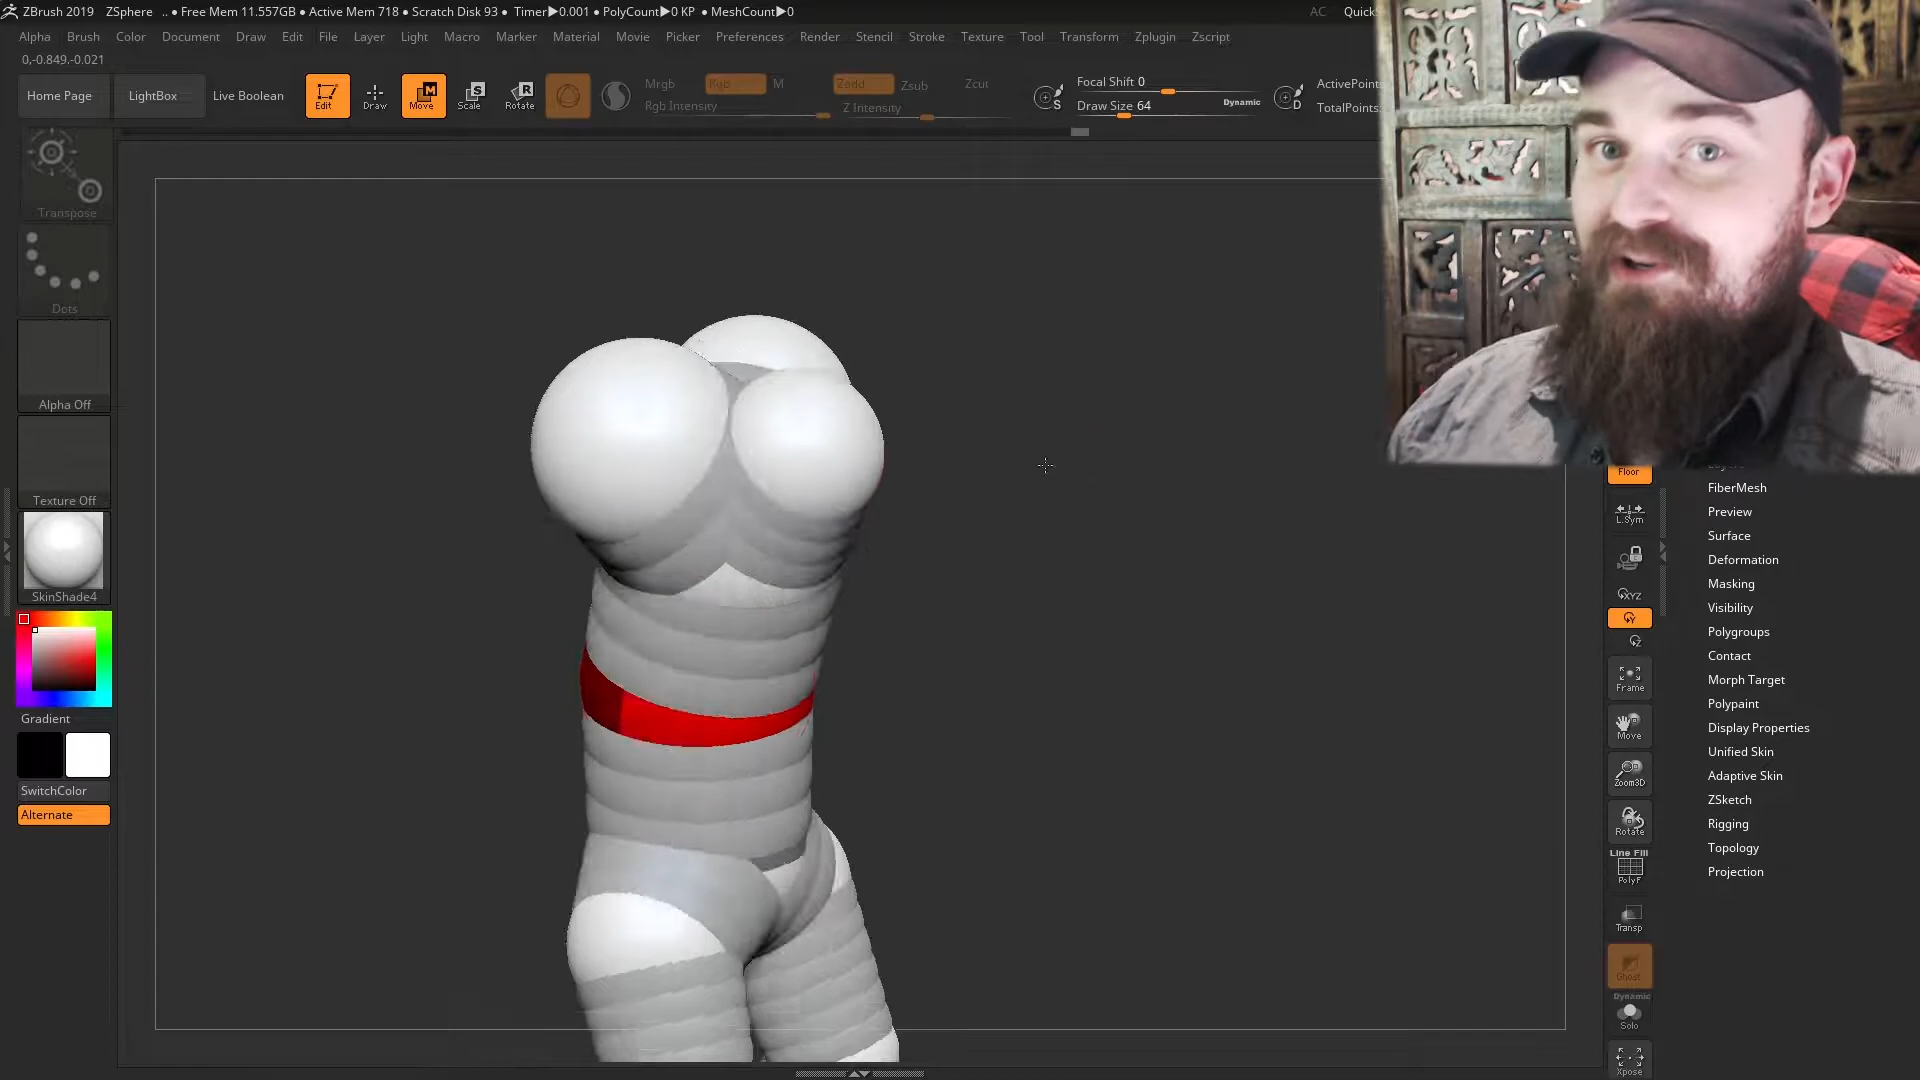 ZBrush 2019 ZSphere .. ● Free Mem 11.557GB ● Active Mem 718 ● Scratch Disk 93 ● Timer▶0.001 ● PolyCount▶0 KP ● MeshCount▶0 AC
Alpha Brush Color Document Draw Edit File Layer Light Macro Marker Material Movie Picker Preferences Render Stencil Stroke Texture Tool Transform Zplugin Zscript
0,-0.849,-0.021
Home Page LightBox Live Boolean Edit Draw Move Scale Rotate
Mrgb Rgb M Zadd Zsub Zcut
Rgb Intensity Z Intensity
Focal Shift 0
Draw Size 64 Dynamic
S
D
M
S
R
Transpose
Dots
Alpha Off
Texture Off
SkinShade4
Gradient
SwitchColor
Alternate
Floor
L.Sym
XYZ
Y
Z
Frame
Move
Zoom3D
Rotate
Line Fill
PolyF
Transp
Ghost
Dynamic
Solo
Xpose
FiberMesh
Preview
Surface
Deformation
Masking
Visibility
Polygroups
Contact
Morph Target
Polypaint
Display Properties
Unified Skin
Adaptive Skin
ZSketch
Rigging
Topology
Projection